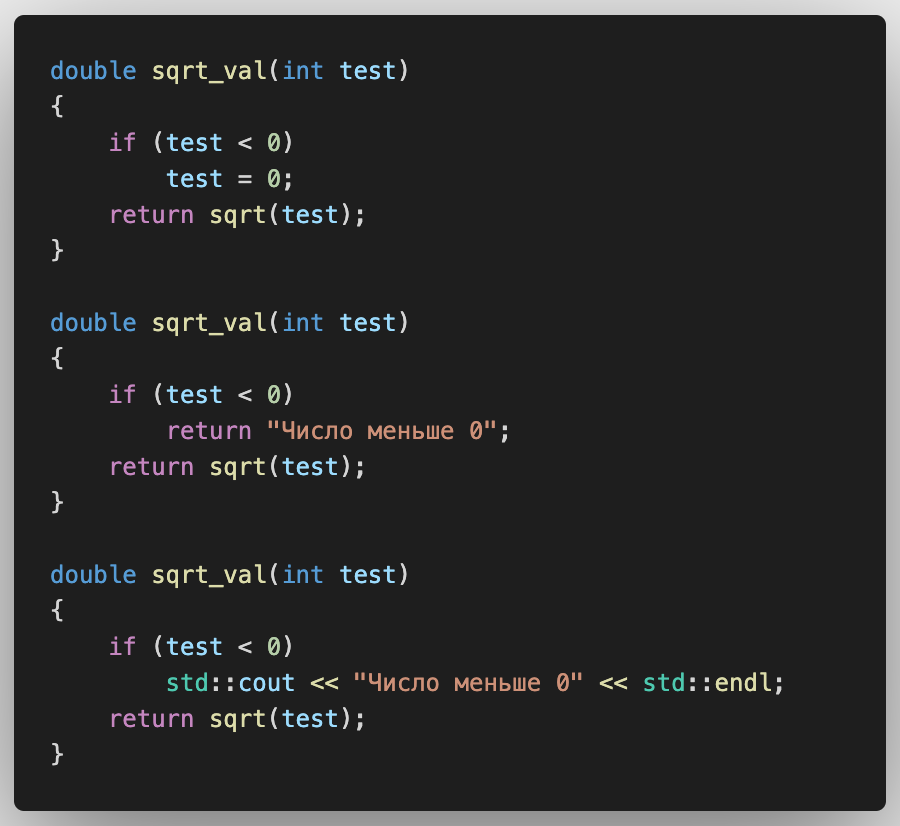 double sqrt_val(int test)
{
    if (test < 0)
        test = 0;
    return sqrt(test);
}

double sqrt_val(int test)
{
    if (test < 0)
        return "Число меньше 0";
    return sqrt(test);
}

double sqrt_val(int test)
{
    if (test < 0)
        std::cout << "Число меньше 0" << std::endl;
    return sqrt(test);
}